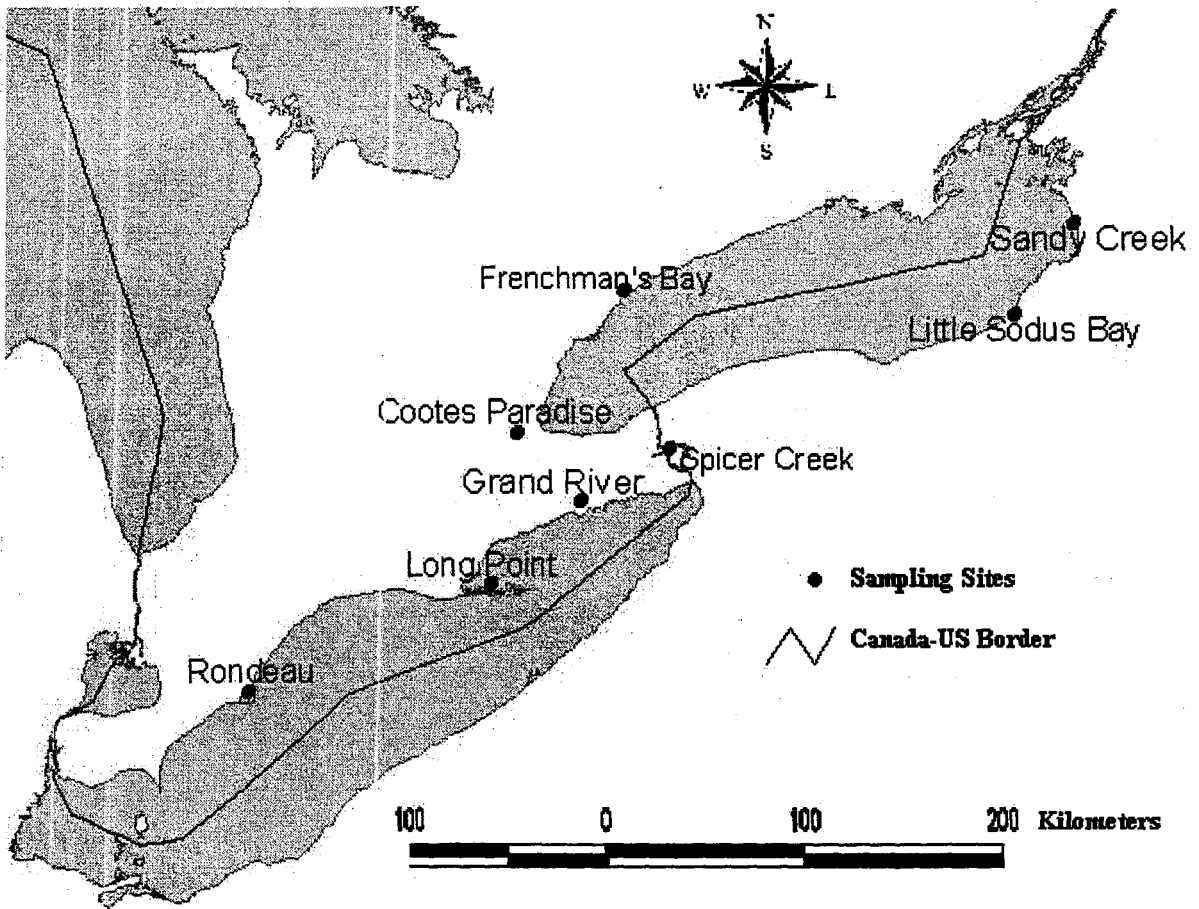 N
W
E
S
Sandy Creek
Frenchman's Bay
Little Sodus Bay
Cootes Paradise
Spicer Creek
Grand River
Long Point
Sampling Sites
Canada-US Border
Rondeau
100 0 100 200 Kilometers